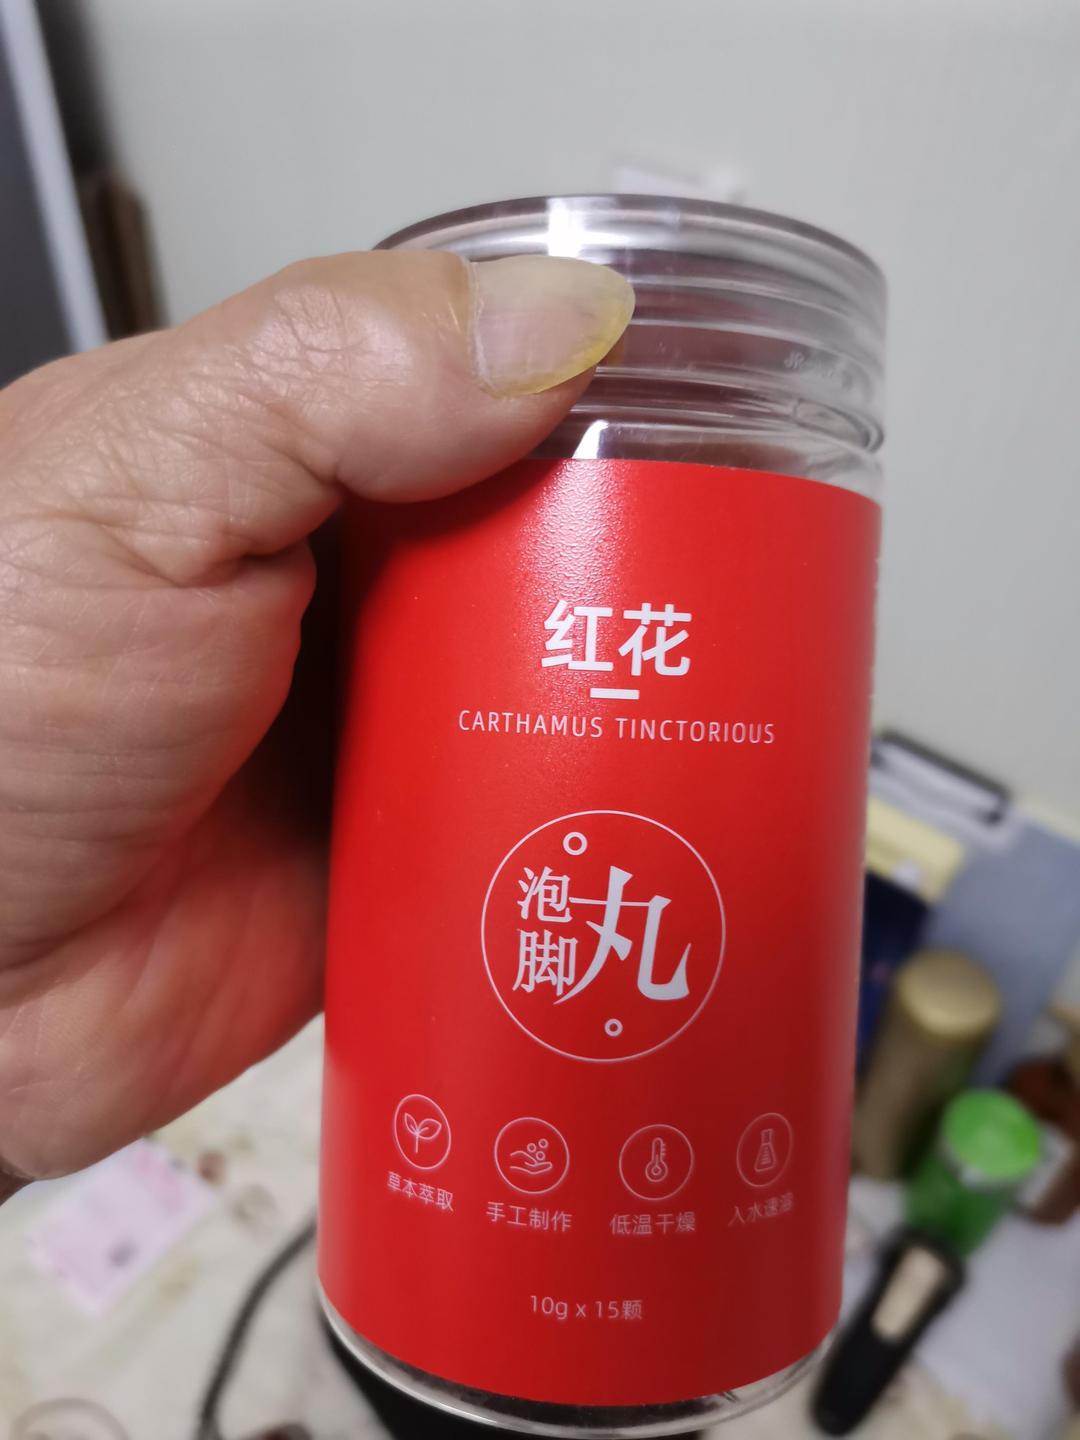 红花
CARTHAMUS TINCTORIOUS
泡脚丸
草本萃取
手工制作
低温干燥
入水速溶
10g x 15颗